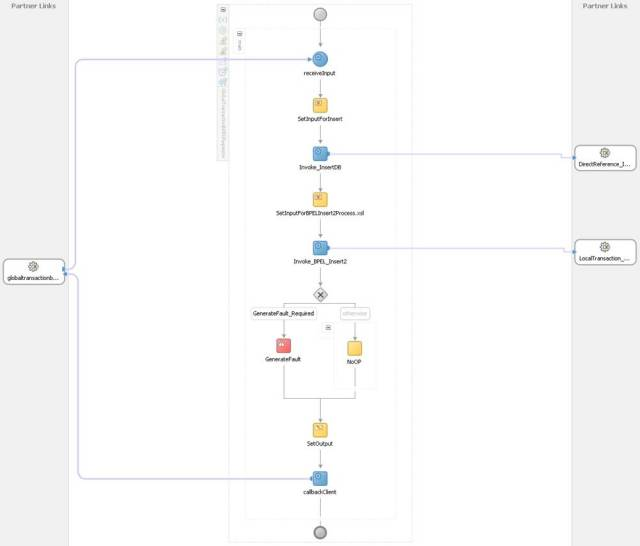 Partner Links
Partner Links
main
receiveInput
SetInputForInsert
Invoke_InsertDB
DirectReference_I...
SetInputForBPELInsert2Process.xsl
Invoke_BPEL_Insert2
LocalTransaction_...
globaltransactionb...
GenerateFault_Required
otherwise
GenerateFault
NoOP
SetOutput
callbackClient